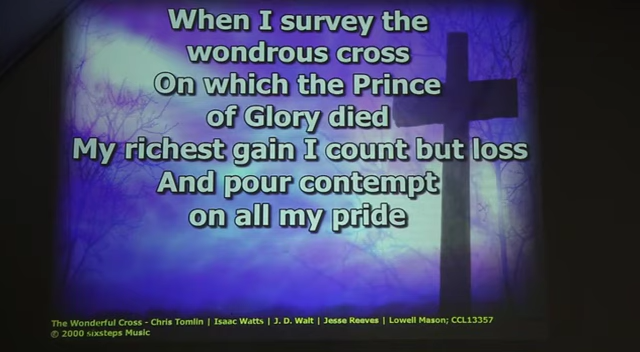 When I survey the
wondrous cross
On which the Prince
of Glory died
My richest gain I count but loss
And pour contempt
on all my pride
The Wonderful Cross - Chris Tomlin | Isaac Watts | J. D. Walt | Jesse Reeves | Lowell Mason; CCL13357
© 2000 sixsteps Music